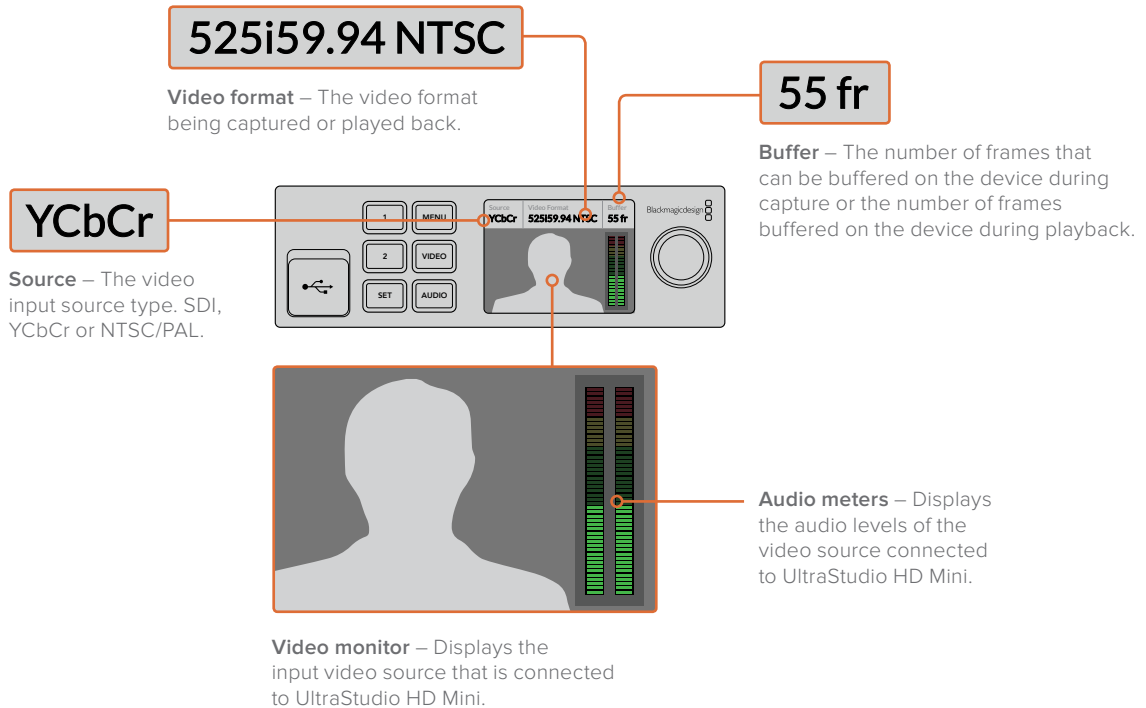 525i59.94 NTSC
Video format – The video format
being captured or played back.
55 fr
Buffer – The number of frames that
can be buffered on the device during
capture or the number of frames
buffered on the device during playback.
YCbCr
Source – The video
input source type. SDI,
YCbCr or NTSC/PAL.
1
MENU
2
VIDEO
SET
AUDIO
Source
YCbCr
Video Format
525I59.94 NTSC
Buffer
55 fr
Blackmagicdesign
Audio meters – Displays
the audio levels of the
video source connected
to UltraStudio HD Mini.
Video monitor – Displays the
input video source that is connected
to UltraStudio HD Mini.